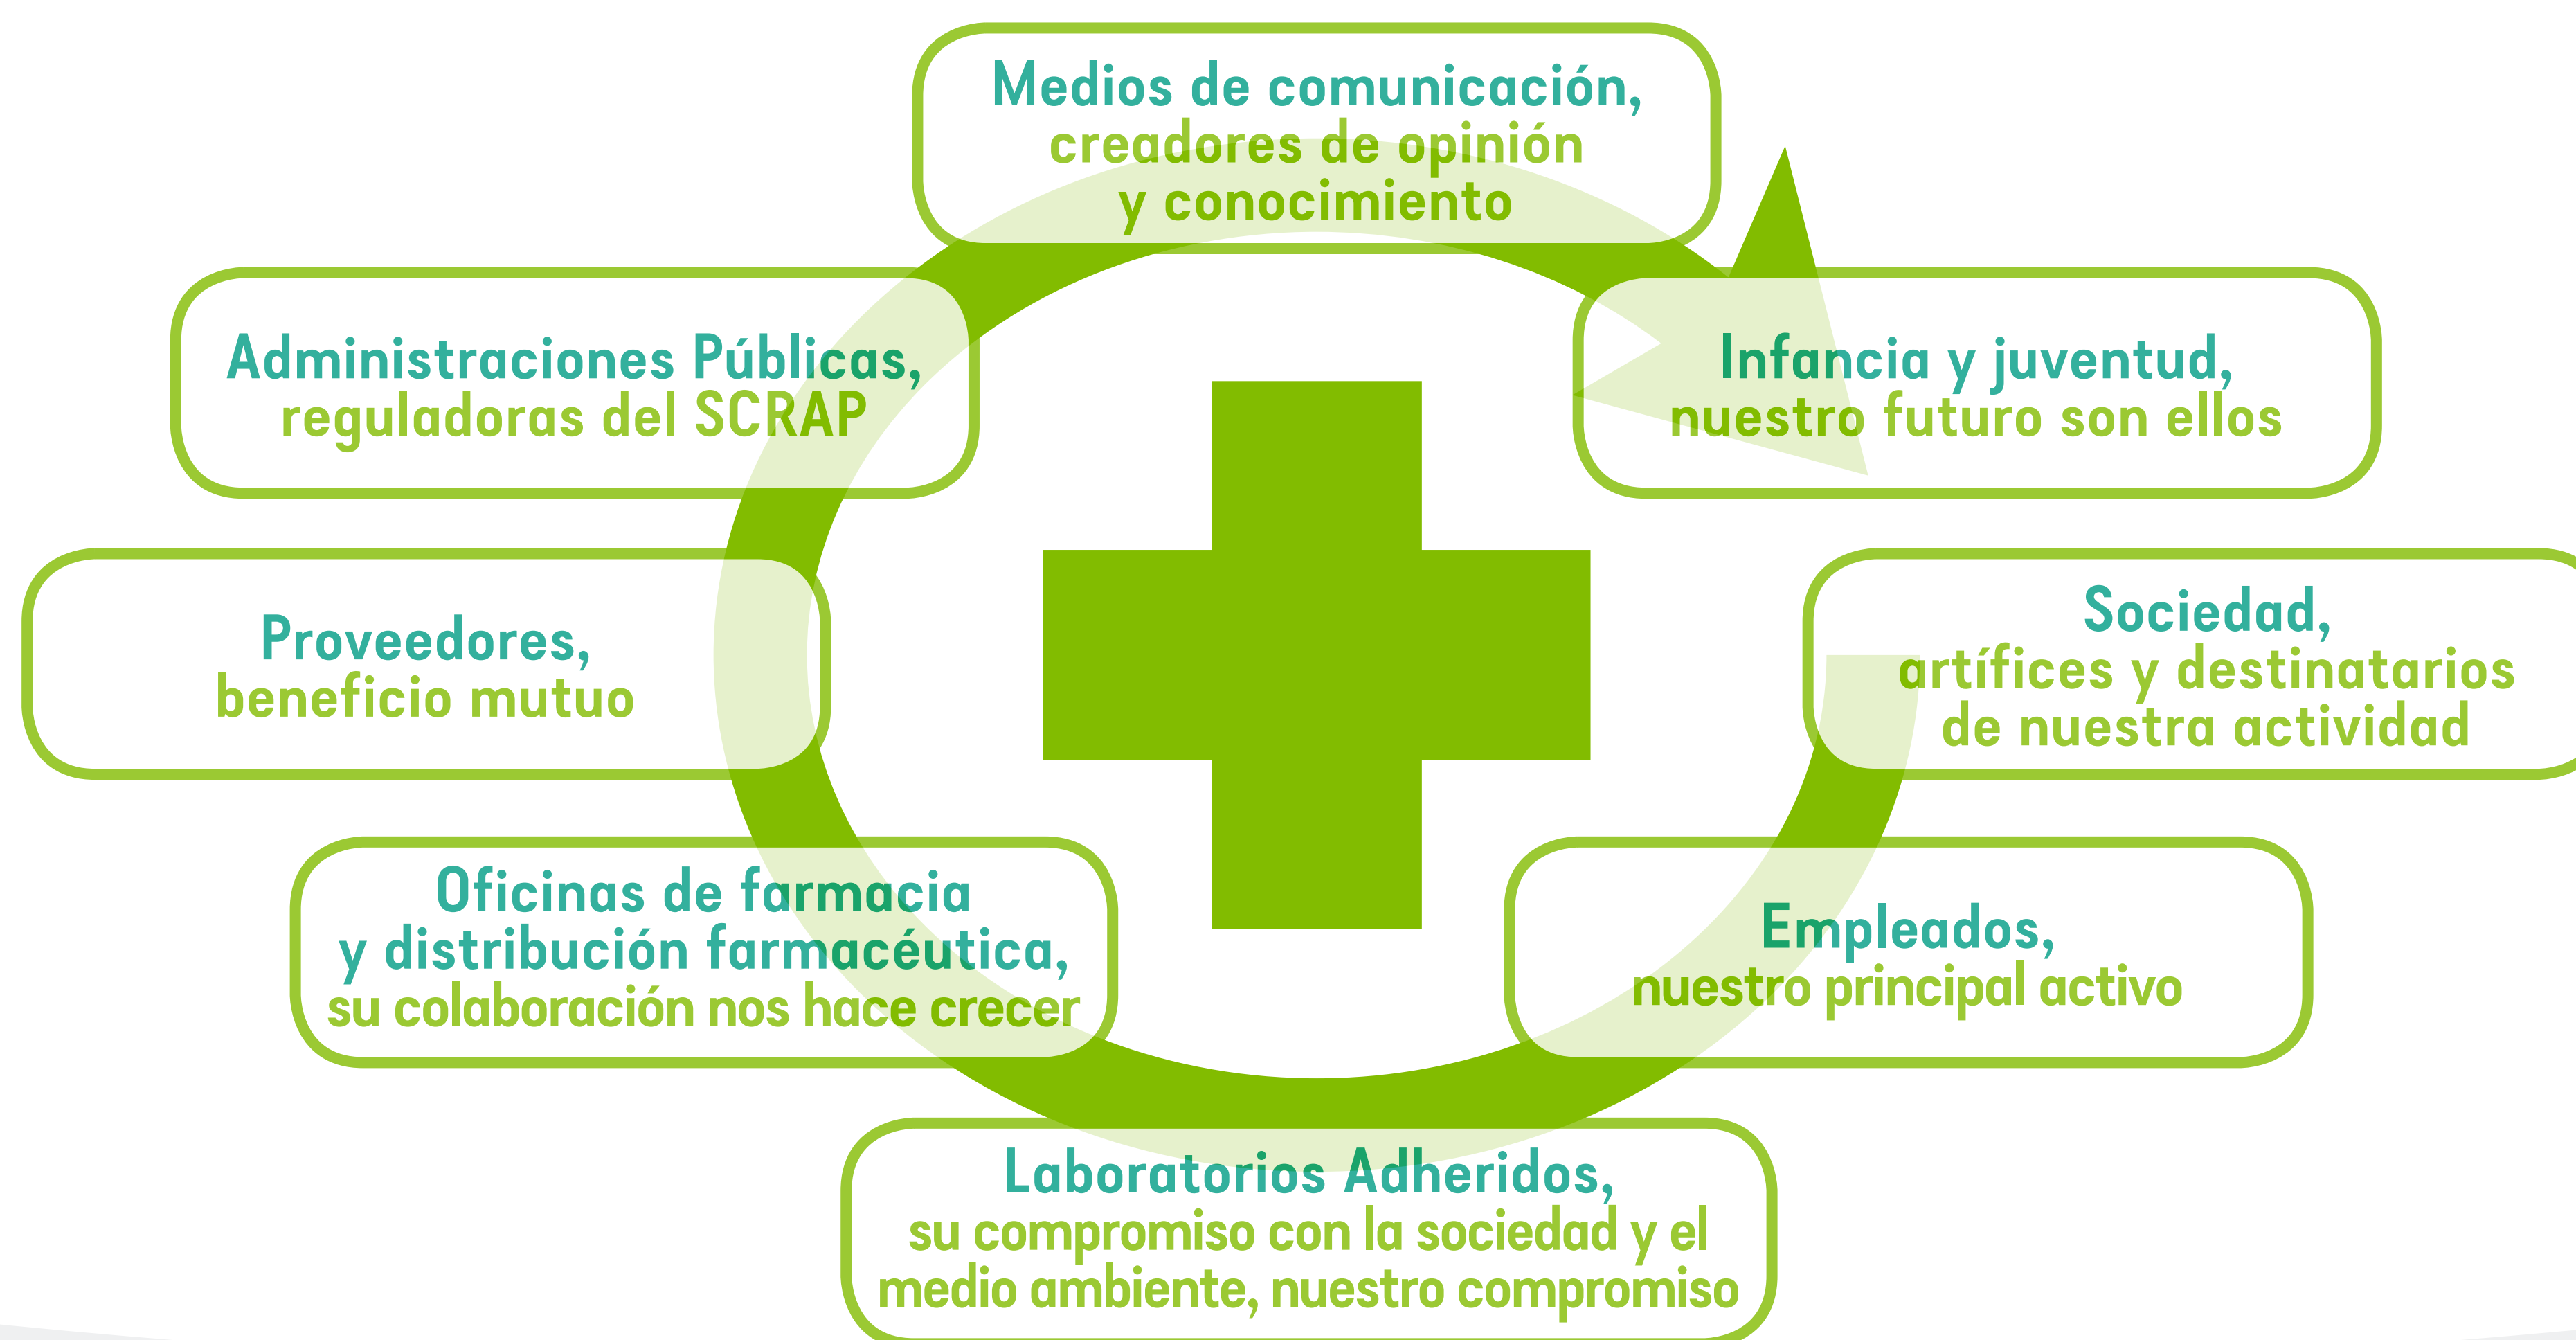 Medios de comunicación,
creadores de opinión
y conocimiento
Administraciones Públicas,
reguladoras del SCRAP
Infancia y juventud,
nuestro futuro son ellos
Proveedores,
beneficio mutuo
Sociedad,
artífices y destinatarios
de nuestra actividad
Oficinas de farmacia
y distribución farmacéutica,
su colaboración nos hace crecer
Empleados,
nuestro principal activo
Laboratorios Adheridos,
su compromiso con la sociedad y el
medio ambiente, nuestro compromiso